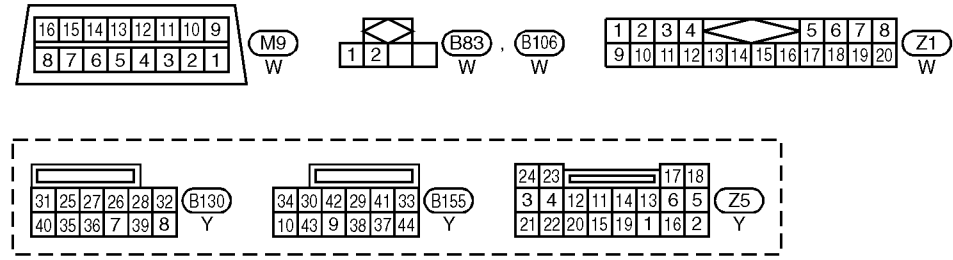 16 15 14 13 12 11 10 9
8 7 6 5 4 3 2 1
M9
W
1 2
B83 , B106
W W
1 2 3 4 5 6 7 8
9 10 11 12 13 14 15 16 17 18 19 20
Z1
W
31 25 27 26 28 32
40 35 36 7 39 8
B130
Y
34 30 42 29 41 33
10 43 9 38 37 44
B155
Y
24 23 17 18
3 4 12 11 14 13 6 5
21 22 20 15 19 1 16 2
Z5
Y